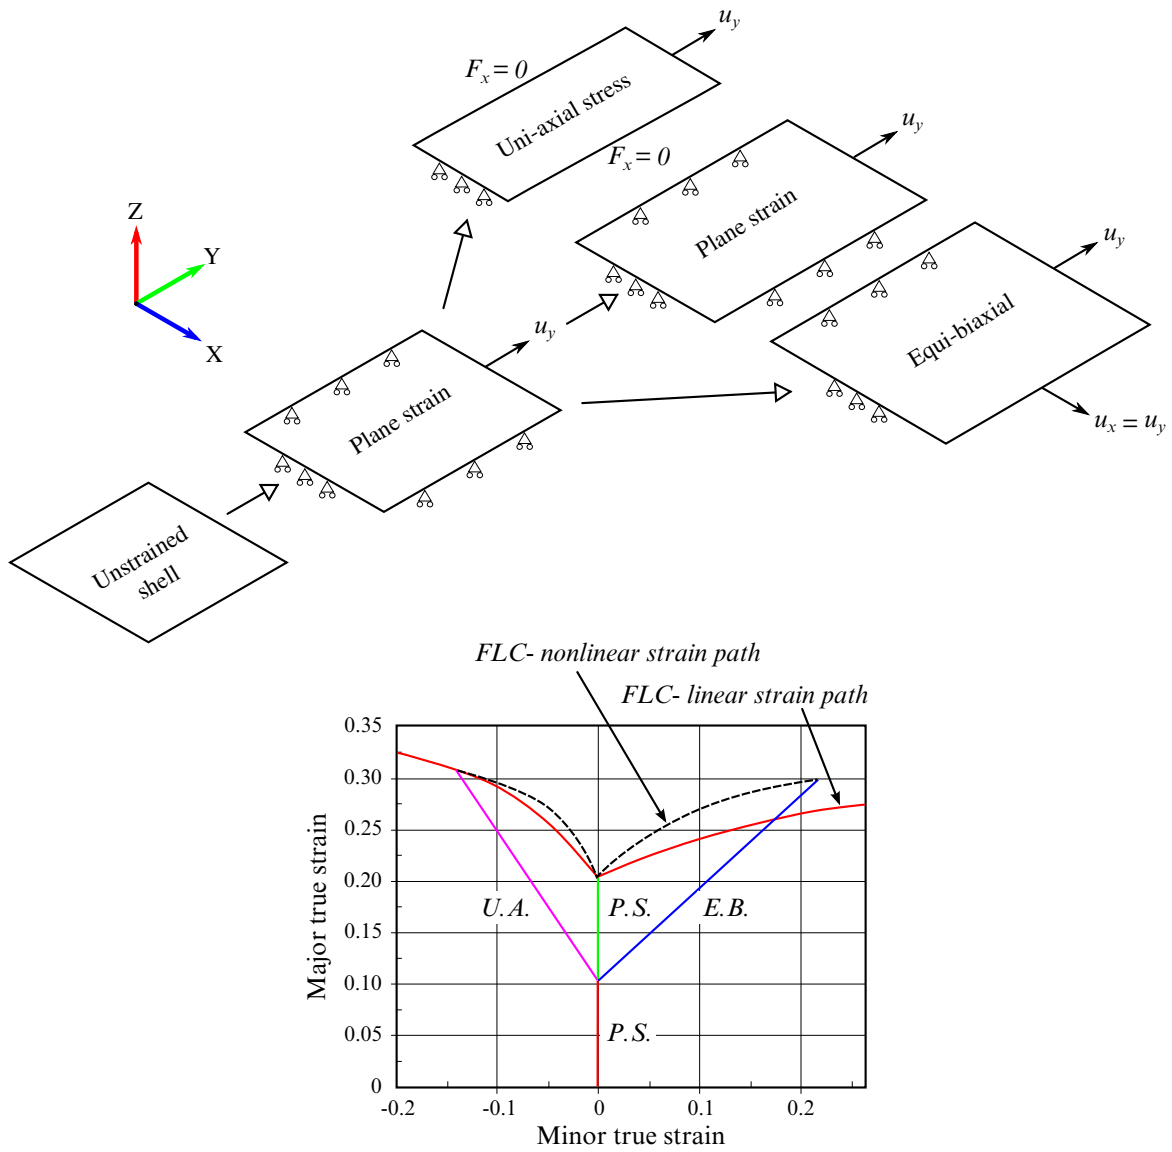 u_y
F_x = 0
Uni-axial stress
F_x = 0
u_y
Plane strain
u_y
Equi-biaxial
u_x = u_y
Z
Y
X
u_y
Plane strain
Unstrained
shell
FLC- nonlinear strain path
FLC- linear strain path
0.35
0.30
0.25
0.20
0.15
0.10
0.05
0
Major true strain
U.A.
P.S.
E.B.
P.S.
-0.2
-0.1
0
0.1
0.2
Minor true strain